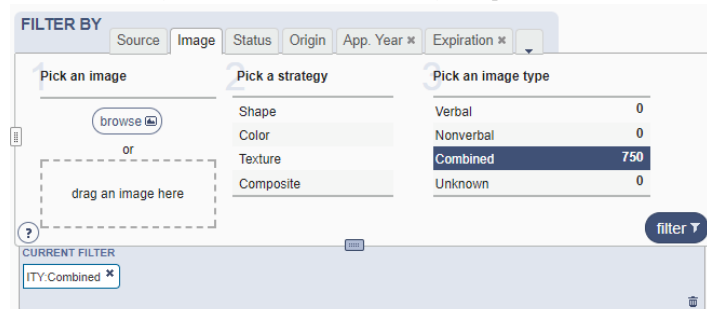 FILTER BY
Source Image Status Origin App. Year ✖ Expiration ✖
1 Pick an image
browse
or
drag an image here
?
2 Pick a strategy
Shape
Color
Texture
Composite
3 Pick an image type
Verbal 0
Nonverbal 0
Combined 750
Unknown 0
filter
CURRENT FILTER
ITY:Combined ✖